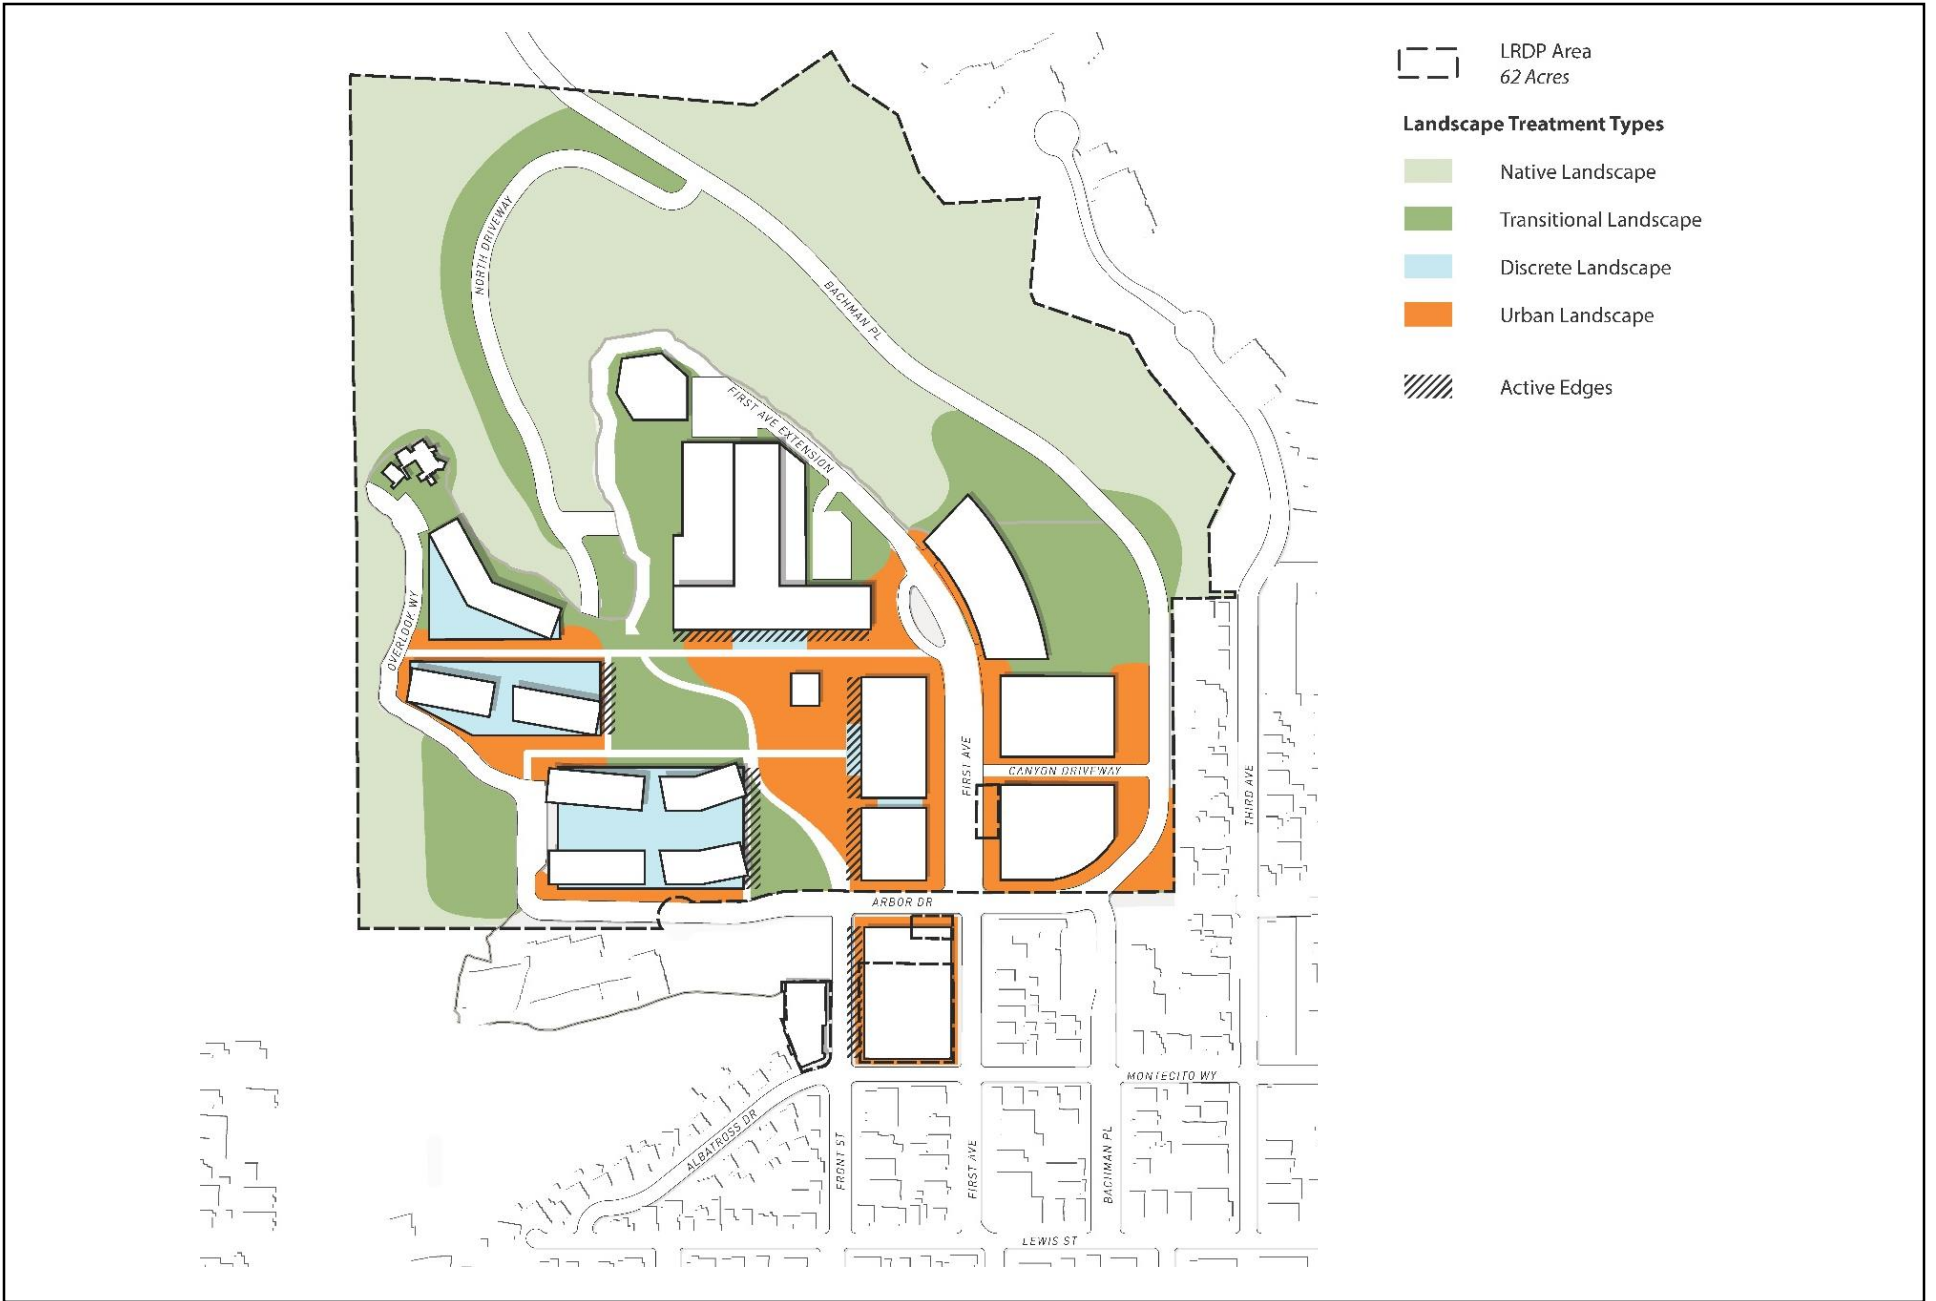 LRDP Area
62 Acres
Landscape Treatment Types
Native Landscape
Transitional Landscape
Discrete Landscape
Urban Landscape
Active Edges
NORTH DRIVEWAY
BACHMAN PL
FIRST AVE EXTENSION
OVERLOOK WY
FIRST AVE
CANYON DRIVEWAY
THIRD AVE
ARBOR DR
MONTECITO WY
ALBATROSS DR
FRONT ST
FIRST AVE
BACHMAN PL
LEWIS ST